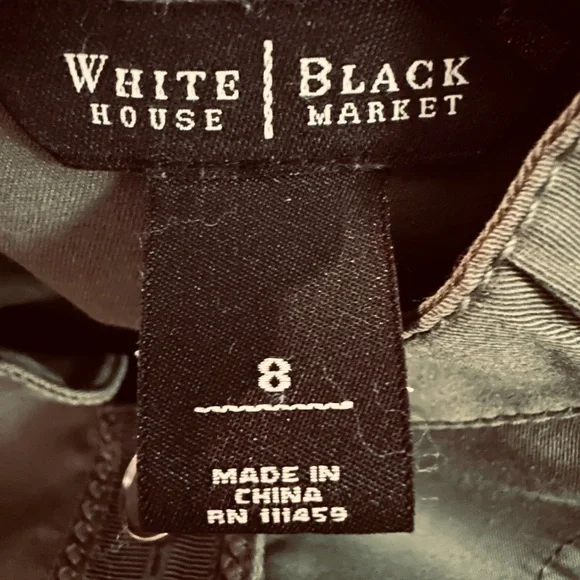 WHITE | BLACK
HOUSE | MARKET
8
MADE IN
CHINA
RN 111459